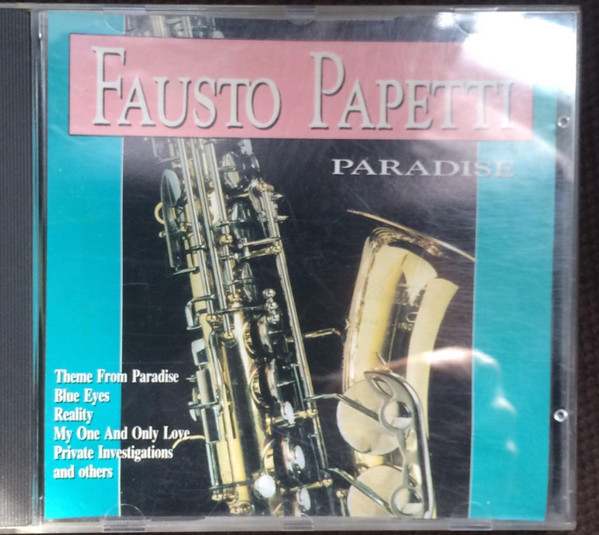 FAUSTO PAPETTI
PARADISE
Theme From Paradise
Blue Eyes
Reality
My One And Only Love
Private Investigations
and others